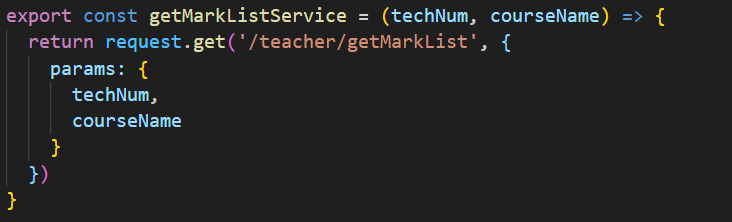 export const getMarkListService = (techNum, courseName) => {
  return request.get('/teacher/getMarkList', {
    params: {
      techNum,
      courseName
    }
  })
}